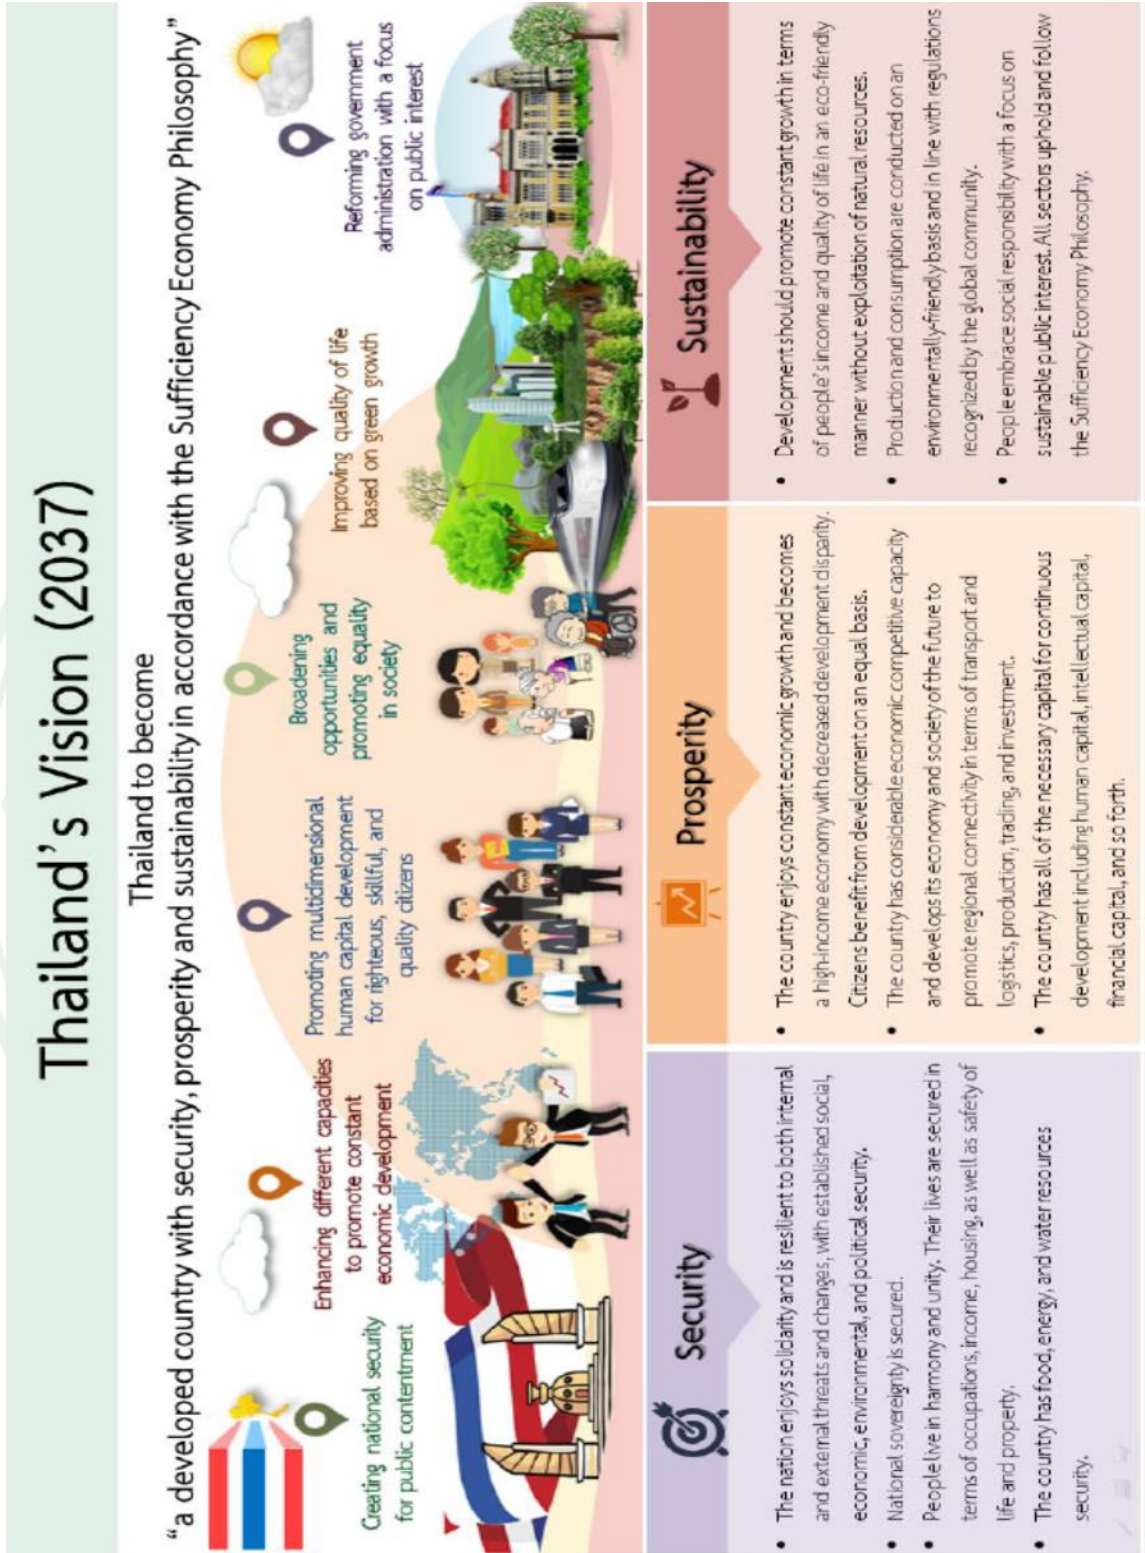 Thailand's Vision (2037)
Thailand to become
“a developed country with security, prosperity and sustainability in accordance with the Sufficiency Economy Philosophy”
Creating national security
for public contentment
Enhancing different capacities
to promote constant
economic development
Promoting multidimensional
human capital development
for righteous, skillful, and
quality citizens
Broadening
opportunities and
promoting equality
in society
Improving quality of life
based on green growth
Reforming government
administration with a focus
on public interest
Security
• The nation enjoys solidarity and is resilient to both internal
and external threats and changes, with established social,
economic, environmental, and political security.
• National sovereignty is secured.
• People live in harmony and unity. Their lives are secured in
terms of occupations, income, housing, as well as safety of
life and property.
• The country has food, energy, and water resources
security.
Prosperity
• The country enjoys constant economic growth and becomes
a high-income economy with decreased development disparity.
Citizens benefit from development on an equal basis.
• The country has considerable economic competitive capacity
and develops its economy and society of the future to
promote regional connectivity in terms of transport and
logistics, production, trading, and investment.
• The country has all of the necessary capital for continuous
development including human capital, intellectual capital,
financial capital, and so forth.
Sustainability
• Development should promote constant growth in terms
of people's income and quality of life in an eco-friendly
manner without exploitation of natural resources.
• Production and consumption are conducted on an
environmentally-friendly basis and in line with regulations
recognized by the global community.
• People embrace social responsibility with a focus on
sustainable public interest. All sectors uphold and follow
the Sufficiency Economy Philosophy.